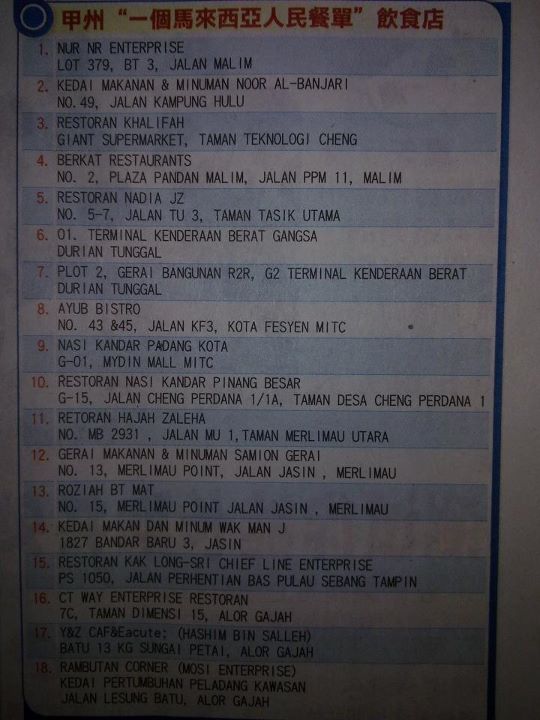 甲州 “一個馬來西亞人民餐單” 飲食店
1. NUR NR ENTERPRISE
LOT 379, BT 3, JALAN MALIM
2. KEDAI MAKANAN & MINUMAN NOOR AL-BANJARI
NO.49, JALAN KAMPUNG HULU
3. RESTORAN KHALIFAH
GIANT SUPERMARKET, TAMAN TEKNOLOGI CHENG
4. BERKAT RESTAURANTS
NO. 2, PLAZA PANDAN MALIM, JALAN PPM 11, MALIM
5. RESTORAN NADIA JZ
NO. 5-7, JALAN TU 3, TAMAN TASIK UTAMA
6. 01. TERMINAL KENDERAAN BERAT GANGSA
DURIAN TUNGGAL
7. PLOT 2, GERAI BANGUNAN R2R, G2 TERMINAL KENDERAAN BERAT
DURIAN TUNGGAL
8. AYUB BISTRO
NO. 43 &45, JALAN KF3, KOTA FESYEN MITC
9. NASI KANDAR PADANG KOTA
G-01, MYDIN MALL MITC
10. RESTORAN NASI KANDAR PINANG BESAR
G-15, JALAN CHENG PERDANA 1/1A, TAMAN DESA CHENG PERDANA 1
11. RETORAN HAJAH ZALEHA
NO. MB 2931 , JALAN MU 1,TAMAN MERLIMAU UTARA
12. GERAI MAKANAN & MINUMAN SAMION GERAI
NO. 13, MERLIMAU POINT, JALAN JASIN , MERLIMAU
13. ROZIAH BT MAT
NO. 15, MERLIMAU POINT JALAN JASIN , MERLIMAU
14. KEDAI MAKAN DAN MINUM WAK MAN J
1827 BANDAR BARU 3, JASIN
15. RESTORAN KAK LONG-SRI CHIEF LINE ENTERPRISE
PS 1050, JALAN PERHENTIAN BAS PULAU SEBANG TAMPIN
16. CT WAY ENTERPRISE RESTORAN
7C, TAMAN DIMENSI 15, ALOR GAJAH
17. Y&Z CAF&Eacute; (HASHIM BIN SALLEH)
BATU 13 KG SUNGAI PETAI, ALOR GAJAH
18. RAMBUTAN CORNER (MOSI ENTERPRISE)
KEDAI PERTUMBUHAN PELADANG KAWASAN
JALAN LESUNG BATU, ALOR GAJAH